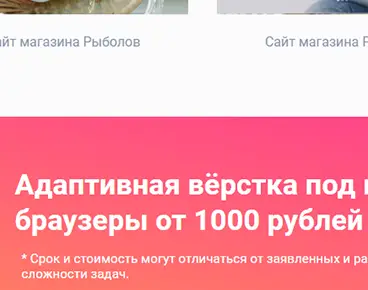 йт магазина Рыболов
Сайт магазина
Адаптивная вёрстка под
браузеры от 1000 рублей
* Срок и стоимость могут отличаться от заявленных и ра
сложности задач.